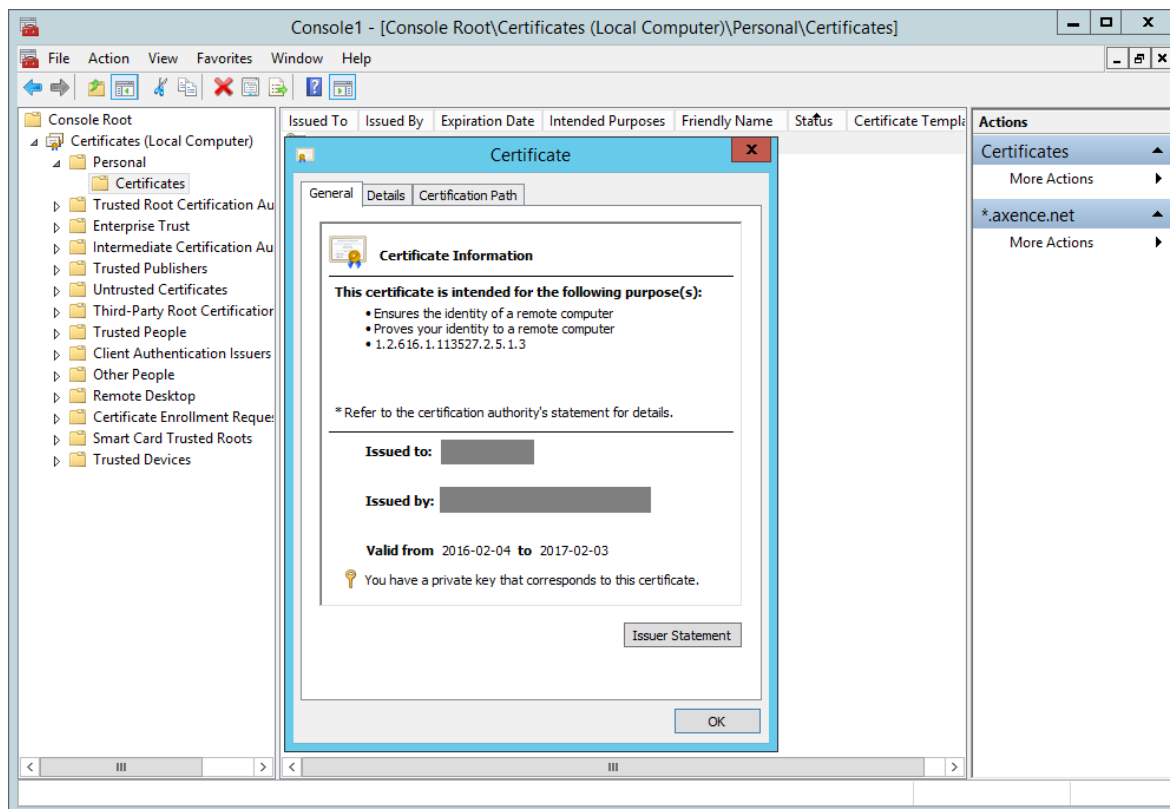 Console1 - [Console Root\Certificates (Local Computer)\Personal\Certificates]
File Action View Favorites Window Help
Console Root
Certificates (Local Computer)
Personal
Certificates
Trusted Root Certification Au
Enterprise Trust
Intermediate Certification Au
Trusted Publishers
Untrusted Certificates
Third-Party Root Certification
Trusted People
Client Authentication Issuers
Other People
Remote Desktop
Certificate Enrollment Reques
Smart Card Trusted Roots
Trusted Devices
Issued To Issued By Expiration Date Intended Purposes Friendly Name Status Certificate Templa
Certificate
General Details Certification Path
Certificate Information
This certificate is intended for the following purpose(s):
• Ensures the identity of a remote computer
• Proves your identity to a remote computer
• 1.2.616.1.113527.2.5.1.3
* Refer to the certification authority's statement for details.
Issued to:
Issued by:
Valid from 2016-02-04 to 2017-02-03
You have a private key that corresponds to this certificate.
Issuer Statement
OK
Actions
Certificates
More Actions
*.axence.net
More Actions